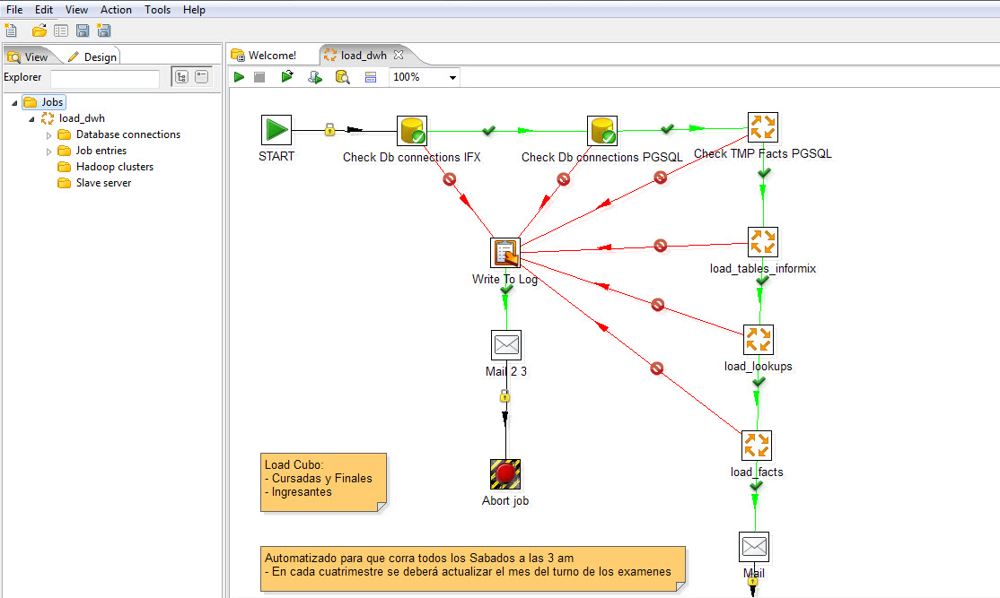 File Edit View Action Tools Help
View Design
Explorer
Jobs
load_dwh
Database connections
Job entries
Hadoop clusters
Slave server
Welcome! load_dwh
100%
START
Check Db connections IFX
Check Db connections PGSQL
Check TMP Facts PGSQL
load_tables_informix
Write To Log
load_lookups
Mail 2 3
load_facts
Abort job
Mail
Load Cubo:
- Cursadas y Finales
- Ingresantes
Automatizado para que corra todos los Sabados a las 3 am
- En cada cuatrimestre se deberá actualizar el mes del turno de los examenes